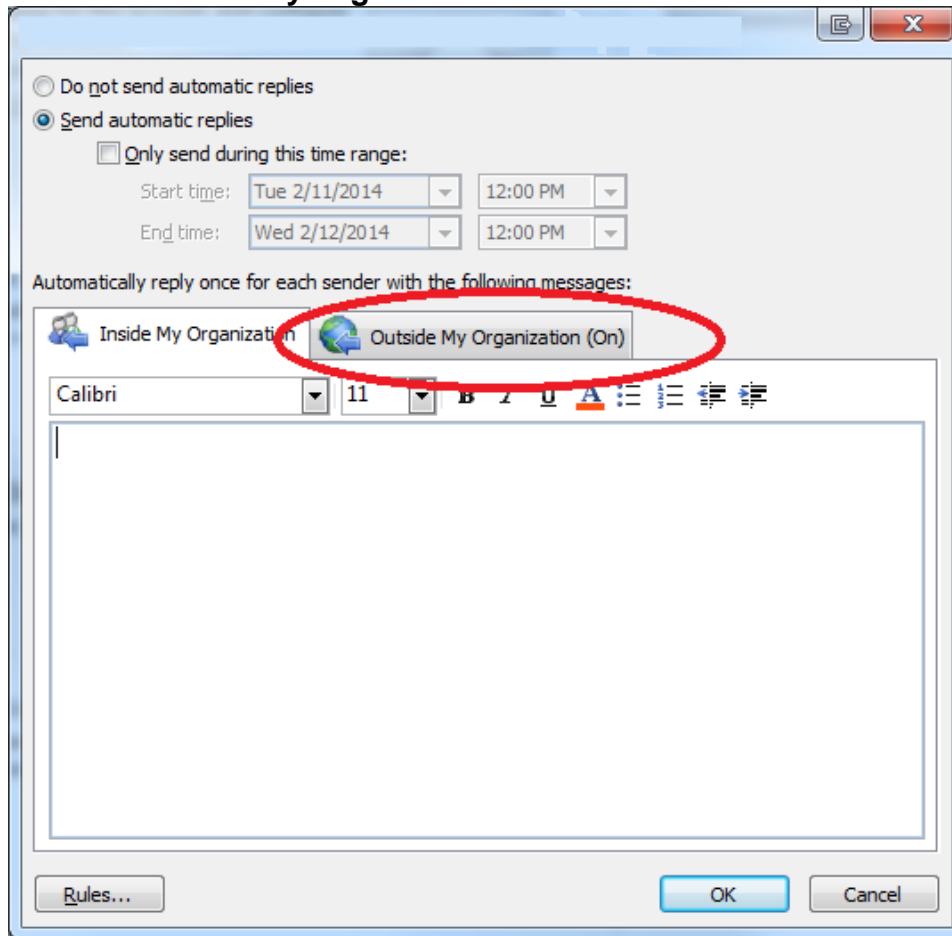 Do not send automatic replies
Send automatic replies
Only send during this time range:
Start time: Tue 2/11/2014 12:00 PM
End time: Wed 2/12/2014 12:00 PM
Automatically reply once for each sender with the following messages:
Inside My Organization Outside My Organization (On)
Calibri 11 B I U A
Rules... OK Cancel